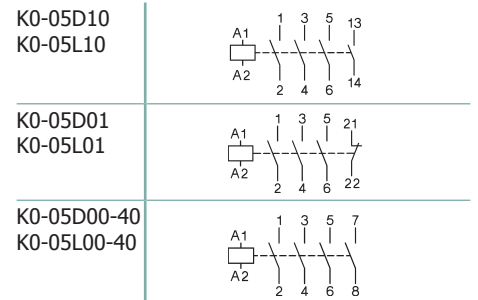 K0-05D10
K0-05L10
1 3 5 13
A1
A2
2 4 6 14
K0-05D01
K0-05L01
1 3 5 21
A1
A2
2 4 6 22
K0-05D00-40
K0-05L00-40
1 3 5 7
A1
A2
2 4 6 8